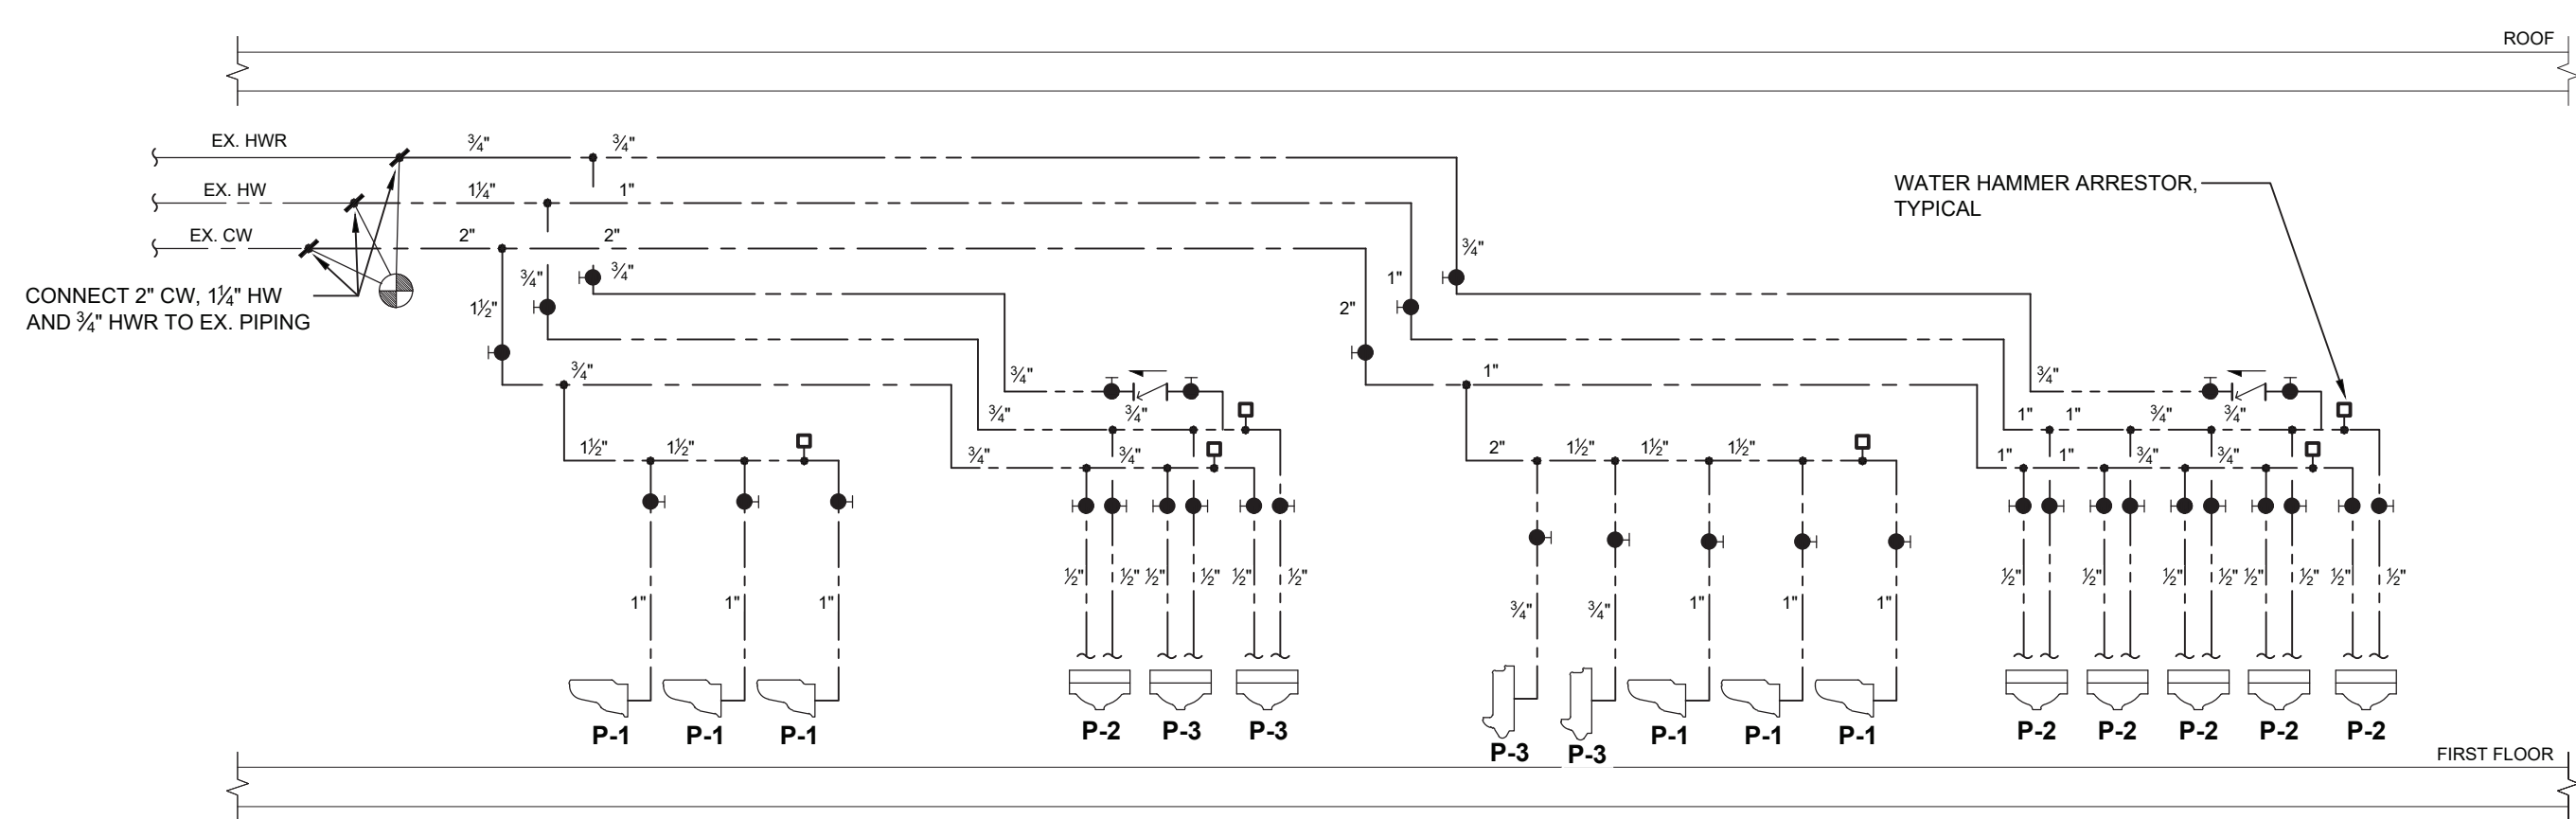 ROOF
EX. HWR
¾"
¾"
EX. HW
1¼"
1"
WATER HAMMER ARRESTOR,
TYPICAL
EX. CW
2"
2"
¾"
¾"
¾"
1"
CONNECT 2" CW, 1¼" HW
AND ¾" HWR TO EX. PIPING
1½"
2"
¾"
1"
¾"
¾"
¾"
¾"
1"
1"
¾"
¾"
1½"
1½"
¾"
¾"
2"
1½"
1½"
1½"
1"
1"
¾"
¾"
½"
½"
½"
½"
½"
½"
½"
½"
½"
½"
½"
½"
½"
½"
1"
1"
1"
¾"
¾"
1"
1"
1"
P-1
P-1
P-1
P-2
P-3
P-3
P-3
P-3
P-1
P-1
P-1
P-2
P-2
P-2
P-2
P-2
FIRST FLOOR